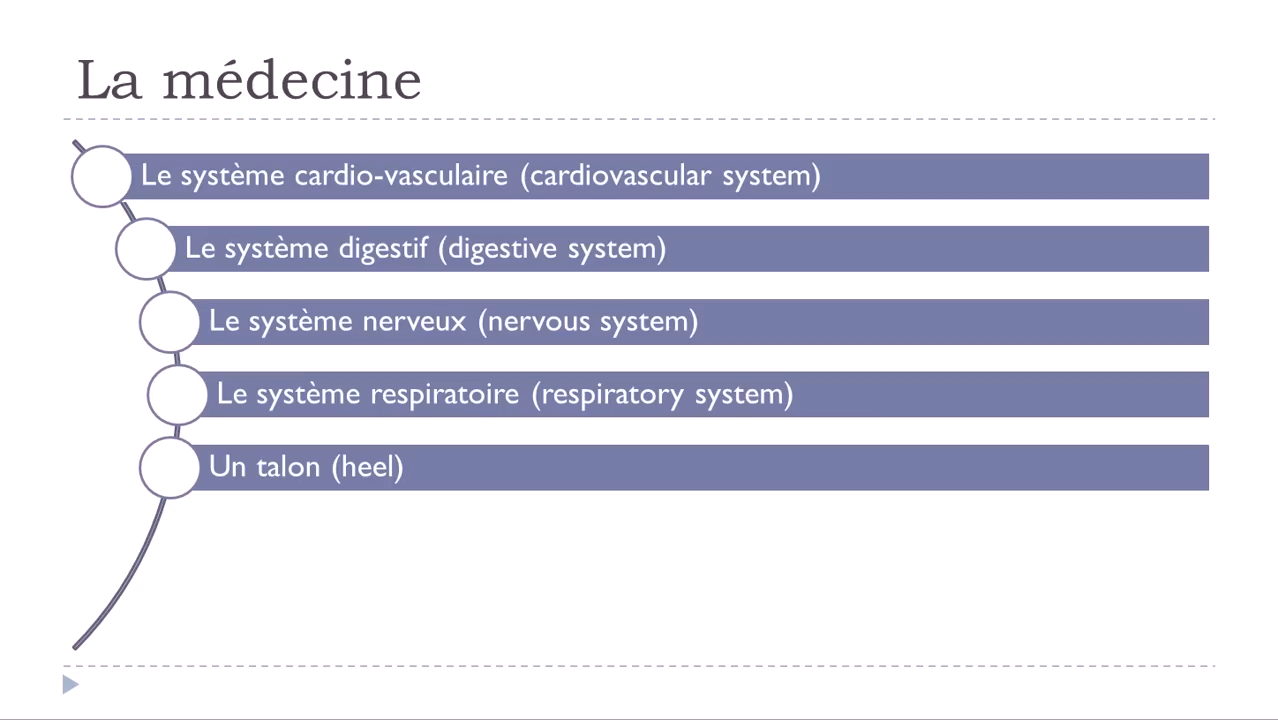 La médecine
Le système cardio-vasculaire (cardiovascular system)
Le système digestif (digestive system)
Le système nerveux (nervous system)
Le système respiratoire (respiratory system)
Un talon (heel)